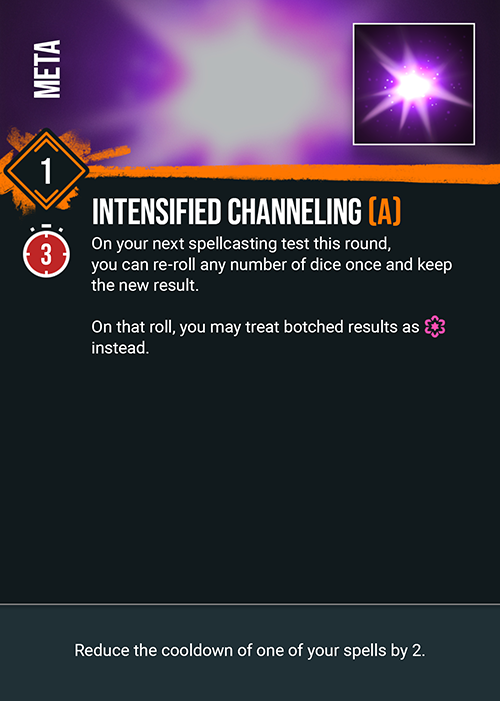 META
1
INTENSIFIED CHANNELING (A)
3
On your next spellcasting test this round,
you can re-roll any number of dice once and keep
the new result.
On that roll, you may treat botched results as
instead.
Reduce the cooldown of one of your spells by 2.